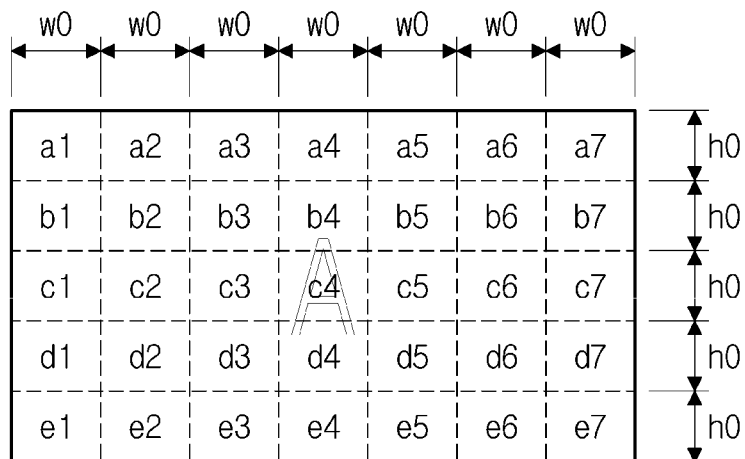 w0 w0 w0 w0 w0 w0 w0
a1 a2 a3 a4 a5 a6 a7 h0
b1 b2 b3 b4 b5 b6 b7 h0
A
c1 c2 c3 c4 c5 c6 c7 h0
d1 d2 d3 d4 d5 d6 d7 h0
e1 e2 e3 e4 e5 e6 e7 h0